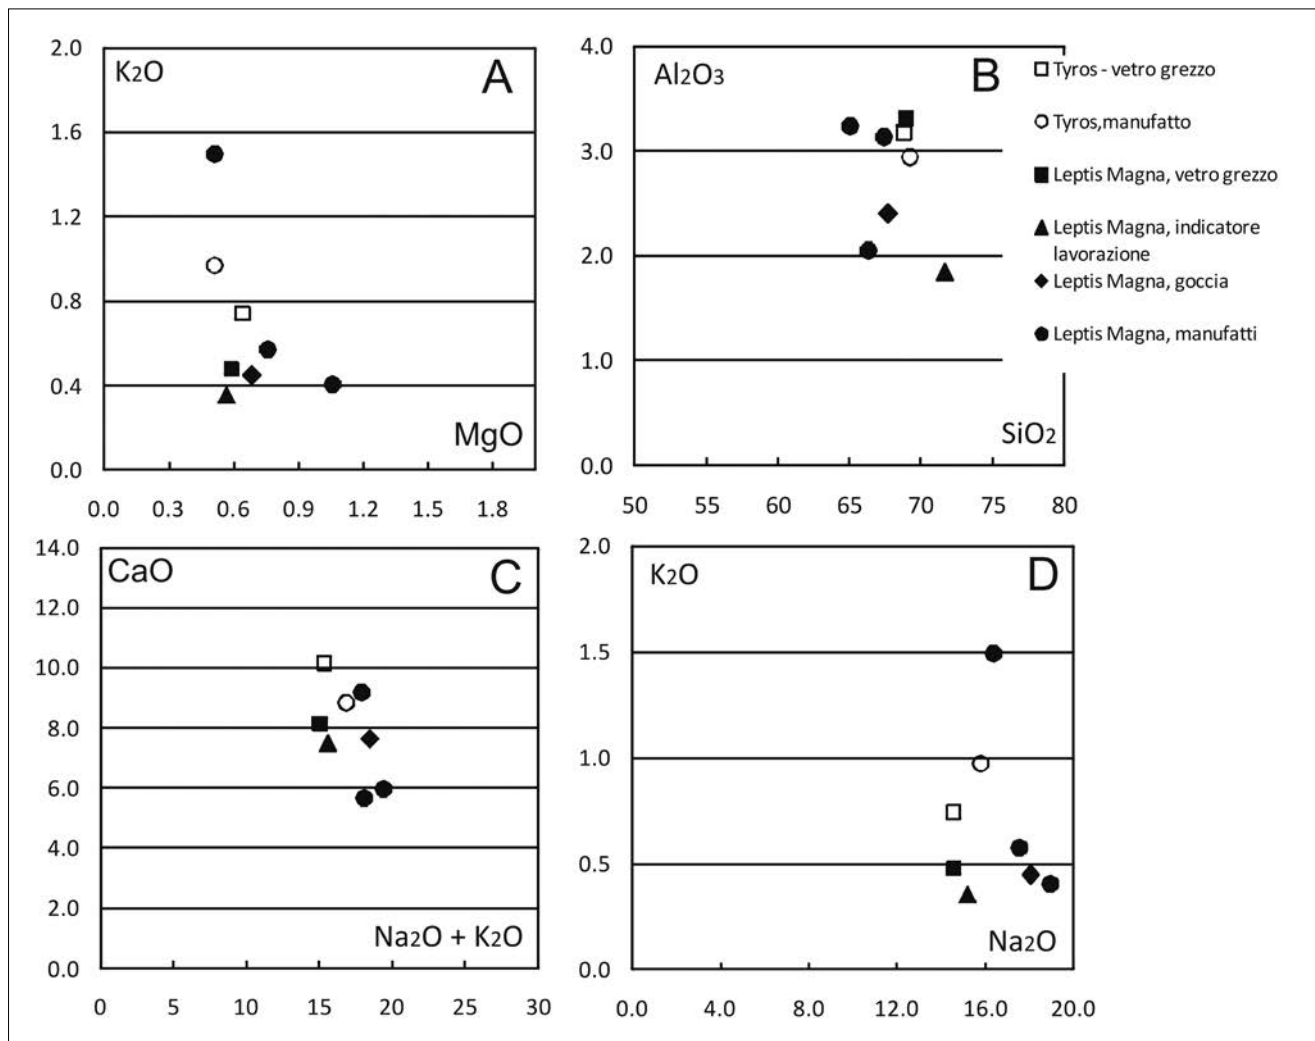 K2O
A
2.0
1.6
1.2
0.8
0.4
0.0
MgO
0.0 0.3 0.6 0.9 1.2 1.5 1.8
Al2O3
B
4.0
3.0
2.0
1.0
0.0
SiO2
50 55 60 65 70 75 80
Tyros - vetro grezzo
Tyros,manufatto
Leptis Magna, vetro grezzo
Leptis Magna, indicatore
lavorazione
Leptis Magna, goccia
Leptis Magna, manufatti
CaO
C
14.0
12.0
10.0
8.0
6.0
4.0
2.0
0.0
Na2O + K2O
0 5 10 15 20 25 30
K2O
D
2.0
1.5
1.0
0.5
0.0
Na2O
0.0 4.0 8.0 12.0 16.0 20.0